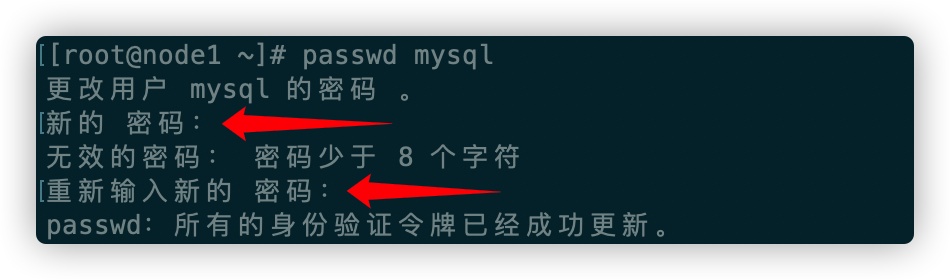 [[root@node1 ~]# passwd mysql
更改用户 mysql 的密码 。
[新的 密码：
无效的密码： 密码少于 8 个字符
[重新输入新的 密码：
passwd：所有的身份验证令牌已经成功更新。